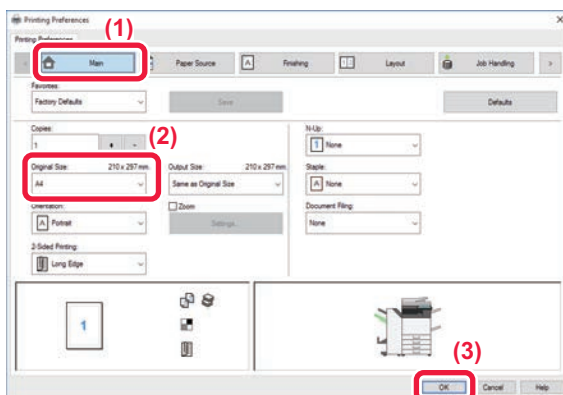 Printing Preferences
(1)
Printing Preferences
Main
Paper Source
A
Finishing
Layout
Job Handling
Favorites:
Factory Defaults
Save
Defaults
Copies:
1
+
-
(2)
N-Up:
1
None
Original Size:
210 x 297 mm.
Output Size:
210 x 297 mm.
Staple:
A4
Same as Original Size
A
None
Orientation:
Zoom
Document Filing:
A
Portrait
Settings...
None
2-Sided Printing:
Long Edge
1
(3)
OK
Cancel
Help